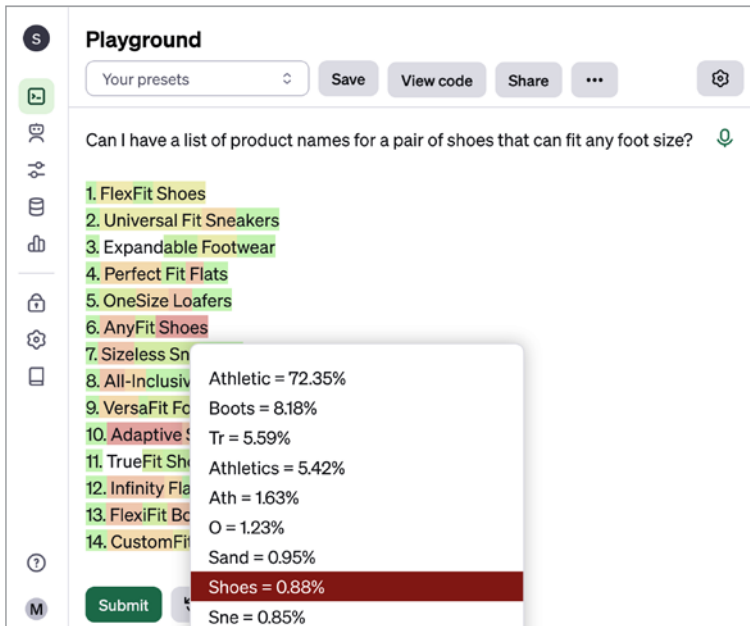 S
Playground
Your presets
Save
View code
Share
•••
Can I have a list of product names for a pair of shoes that can fit any foot size?
1. FlexFit Shoes
2. Universal Fit Sneakers
3. Expandable Footwear
4. Perfect Fit Flats
5. OneSize Loafers
6. AnyFit Shoes
7. Sizeless Sn
8. All-Inclusiv
9. VersaFit Fo
10. Adaptive S
11. TrueFit Sho
12. Infinity Fla
13. FlexiFit Bo
14. CustomFit
Athletic = 72.35%
Boots = 8.18%
Tr = 5.59%
Athletics = 5.42%
Ath = 1.63%
O = 1.23%
Sand = 0.95%
Shoes = 0.88%
Sne = 0.85%
Submit
M